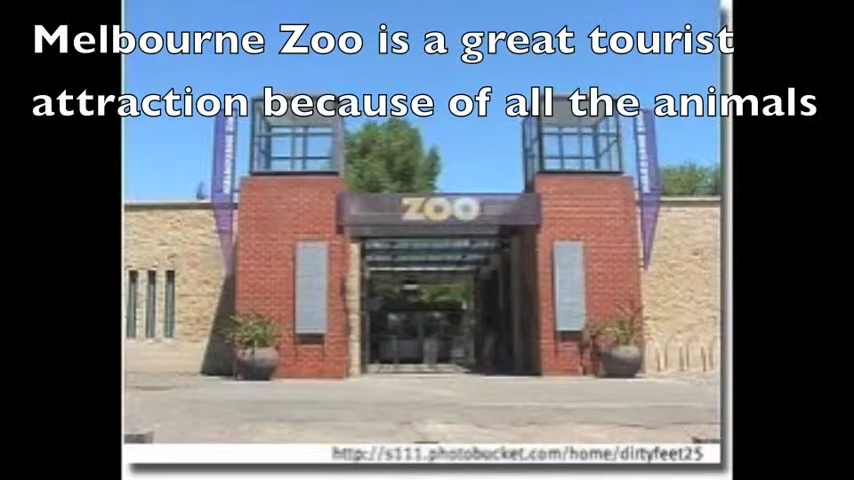 Melbourne Zoo is a great tourist
attraction because of all the animals
ZOO
http://s111.photobucket.com/home/dirtyfeet25